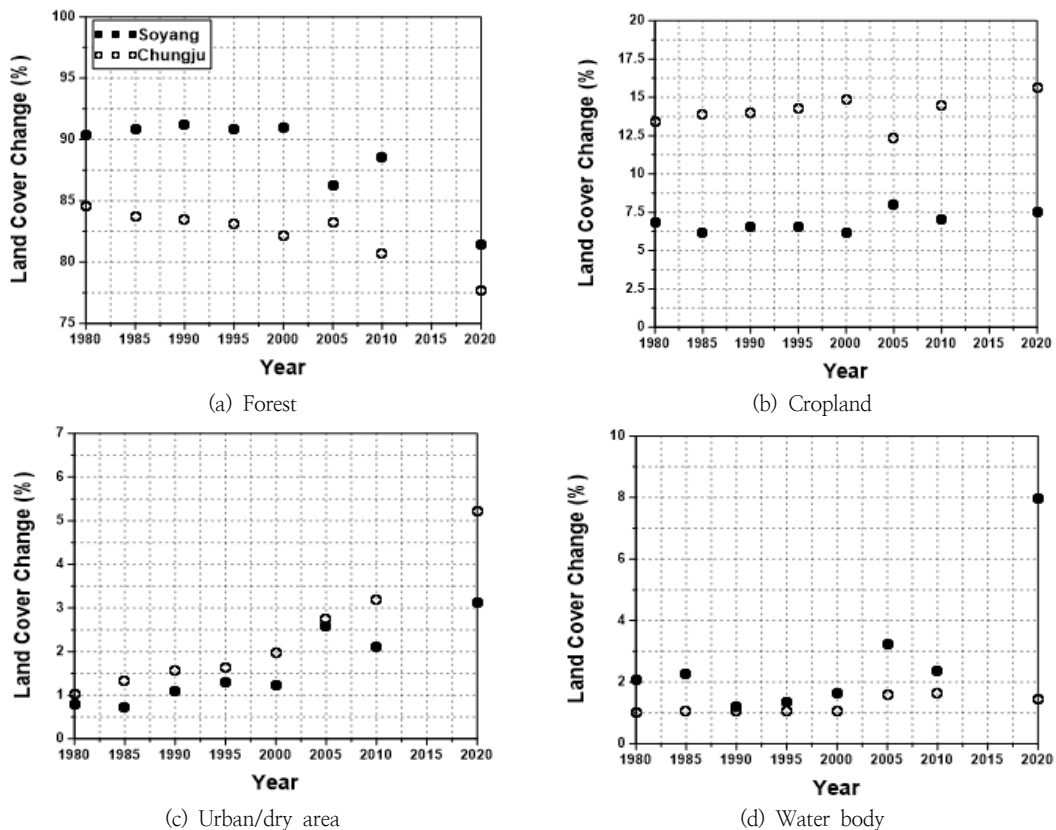 Land Cover Change (%)
100
95
90
85
80
75
Soyang
Chungju
1980 1985 1990 1995 2000 2005 2010 2015 2020
Year
(a) Forest
Land Cover Change (%)
20
17.5
15
12.5
10
7.5
5
2.5
0
1980 1985 1990 1995 2000 2005 2010 2015 2020
Year
(b) Cropland
Land Cover Change (%)
7
6
5
4
3
2
1
0
1980 1985 1990 1995 2000 2005 2010 2015 2020
Year
(c) Urban/dry area
Land Cover Change (%)
10
8
6
4
2
0
1980 1985 1990 1995 2000 2005 2010 2015 2020
Year
(d) Water body